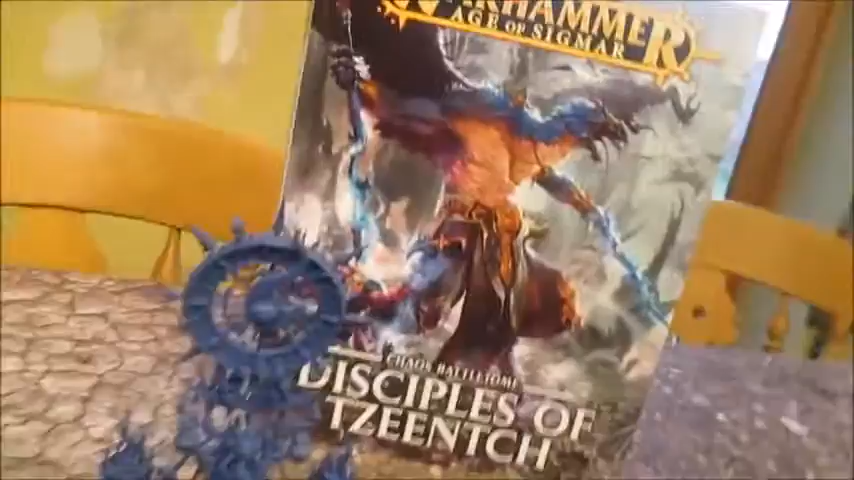 WARHAMMER
AGE OF SIGMAR
CHAOS BATTLETOME
DISCIPLES OF
TZEENTCH